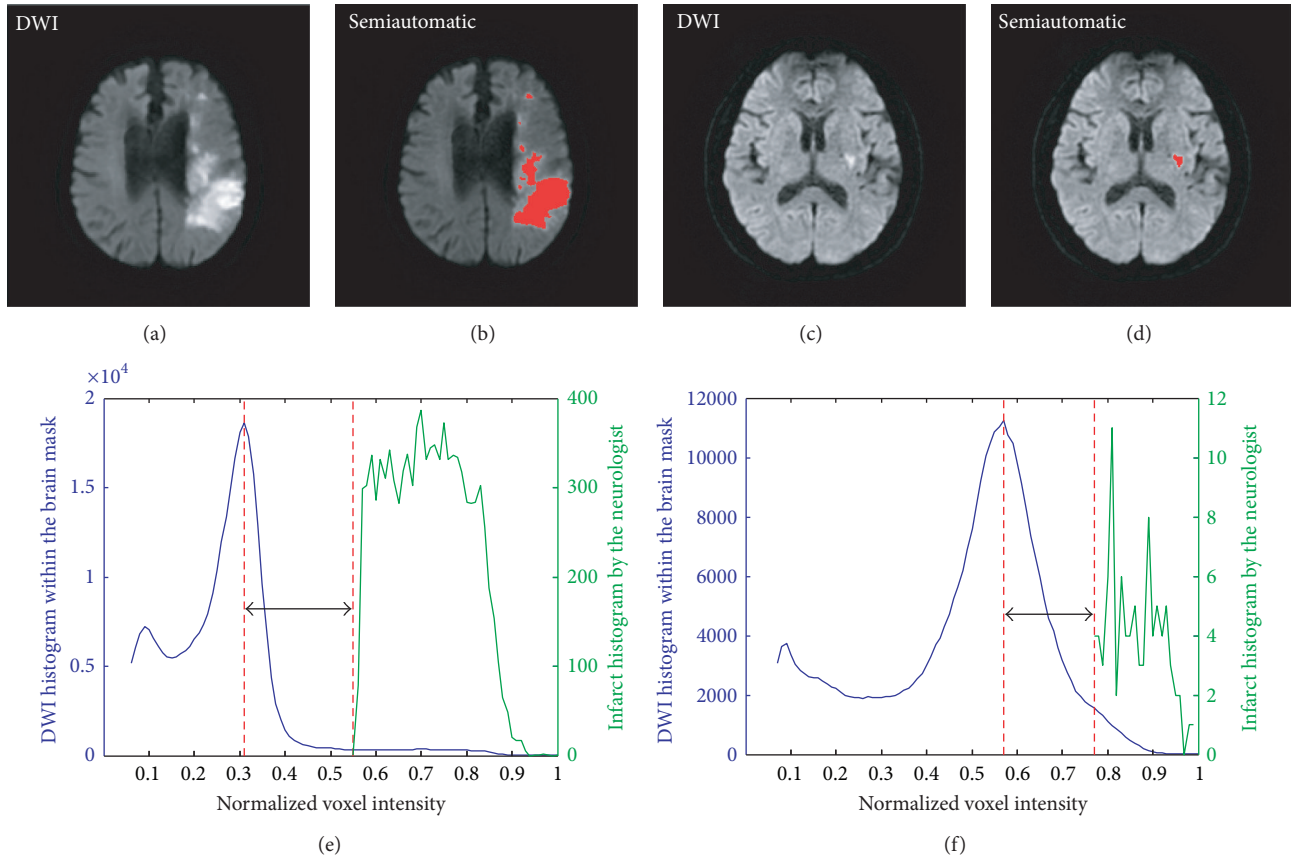 DWI
Semiautomatic
DWI
Semiautomatic
(a)
(b)
(c)
(d)
×10⁴
2
1.5
1
0.5
0
DWI histogram within the brain mask
400
300
200
100
0
Infarct histogram by the neurologist
0.1 0.2 0.3 0.4 0.5 0.6 0.7 0.8 0.9 1
Normalized voxel intensity
(e)
12000
10000
8000
6000
4000
2000
0
DWI histogram within the brain mask
12
10
8
6
4
2
0
Infarct histogram by the neurologist
0.1 0.2 0.3 0.4 0.5 0.6 0.7 0.8 0.9 1
Normalized voxel intensity
(f)